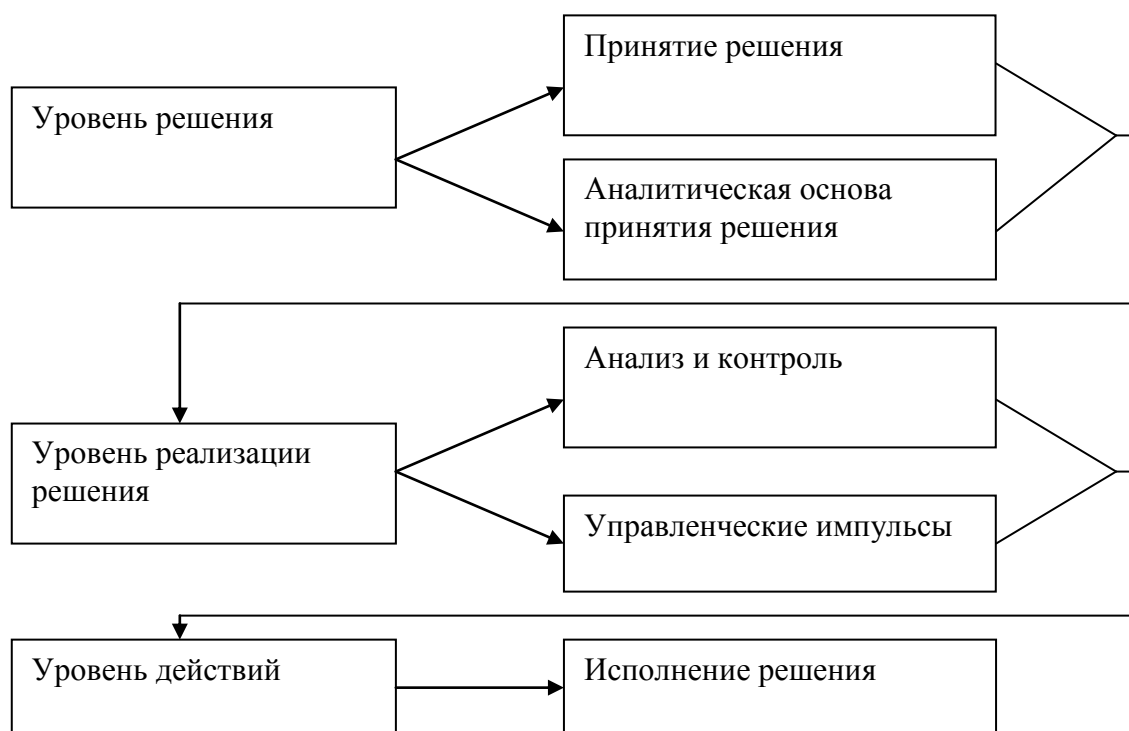 Принятие решения
Уровень решения
Аналитическая основа
принятия решения
Анализ и контроль
Уровень реализации
решения
Управленческие импульсы
Уровень действий
Исполнение решения